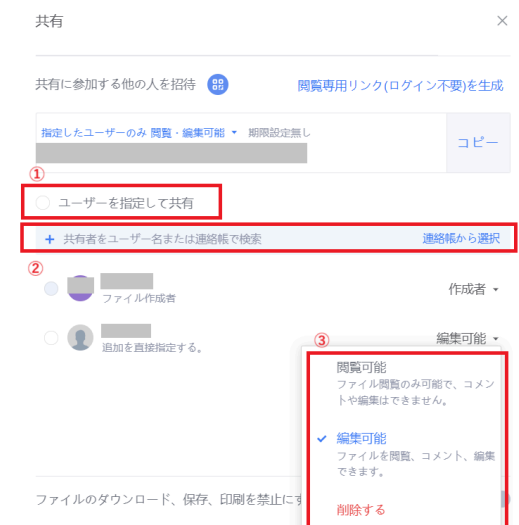 共有
共有に参加する他の人を招待
閲覧専用リンク(ログイン不要)を生成
指定したユーザーのみ 閲覧・編集可能 期限設定無し
コピー
①
ユーザーを指定して共有
+ 共有者をユーザー名または連絡帳で検索
連絡帳から選択
②
ファイル作成者
作成者
追加を直接指定する。
編集可能
③
閲覧可能
ファイル閲覧のみ可能で、コメン
トや編集はできません。
編集可能
ファイルを閲覧、コメント、編集
できます。
削除する
ファイルのダウンロード、保存、印刷を禁止にす